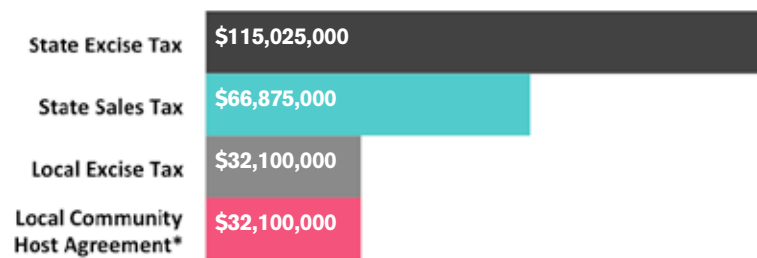 State Excise Tax $115,025,000
State Sales Tax $66,875,000
Local Excise Tax $32,100,000
Local Community
Host Agreement* $32,100,000